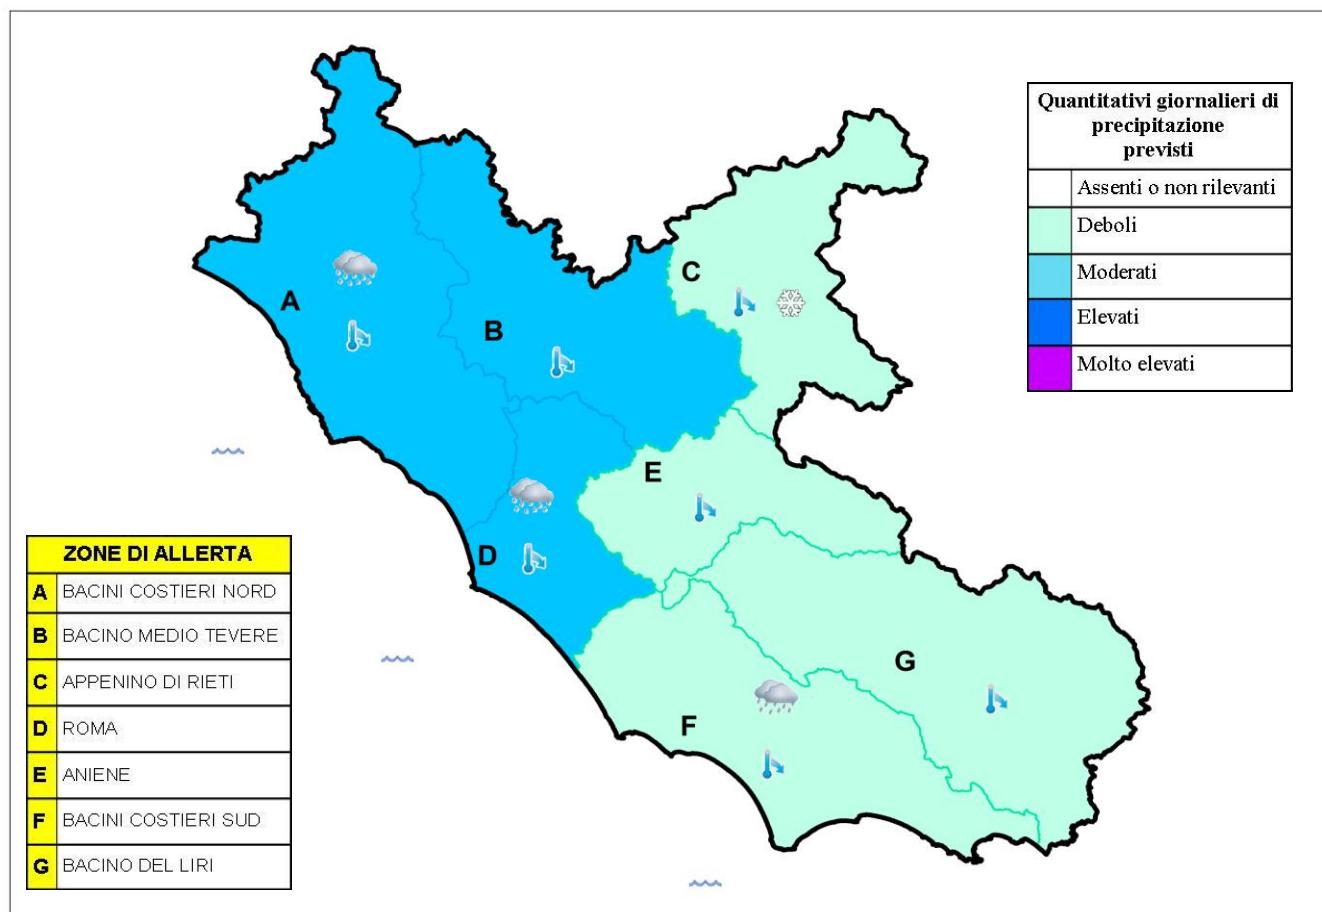 Quantitativi giornalieri di
precipitazione
previsti
Assenti o non rilevanti
Deboli
Moderati
Elevati
Molto elevati
A
B
C
D
E
F
G
ZONE DI ALLERTA
A BACINI COSTIERI NORD
B BACINO MEDIO TEVERE
C APPENINO DI RIETI
D ROMA
E ANIENE
F BACINI COSTIERI SUD
G BACINO DEL LIRI